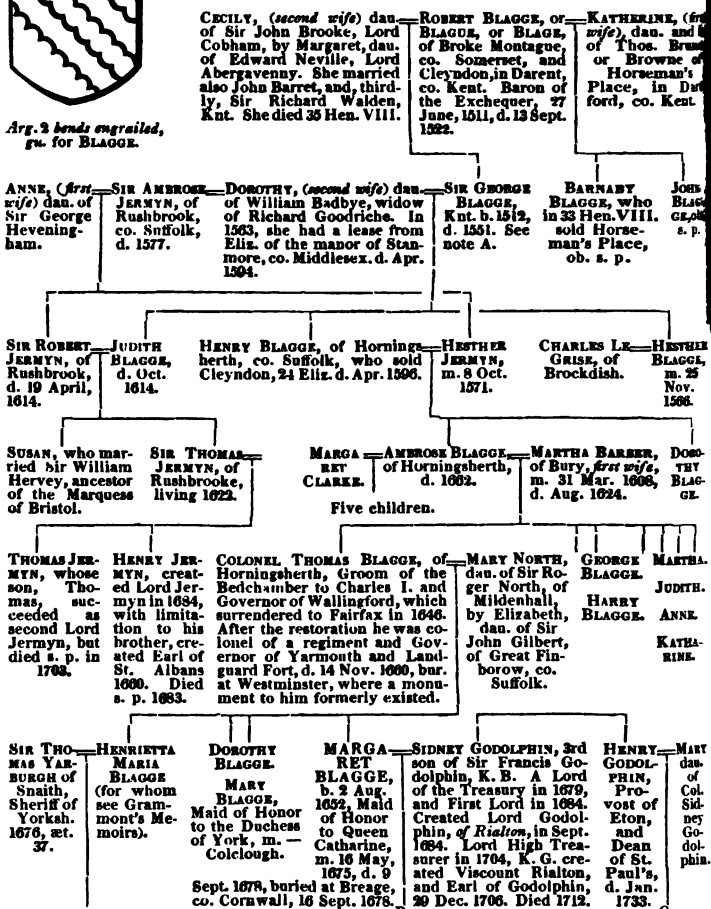 CECILY, (second wife) dau.
of Sir John Brooke, Lord
Cobham, by Margaret, dau.
of Edward Neville, Lord
Abergavenny. She married
also John Barret, and, third-
ly, Sir Richard Walden,
Knt. She died 35 Hen. VIII.
ROBERT BLAGGE, or
BLAGUE, or BLAGE,
of Broke Montague,
co. Somerset, and
Cleyndon, in Darent,
co. Kent. Baron of
the Exchequer, 27
June, 1511, d. 13 Sept.
1522.
KATHERINE,
wife), dau. and
of Thos.
or Browne of
Horseman's
Place, in
ford, co. Kent.
Arg. 2 bends engrailed,
gu. for BLAGGE.
ANNE, (first
wife) dau. of
Sir George
Hevening-
ham.
SIR AMBROSE
JERMYN, of
Rushbrook,
co. Suffolk,
d. 1577.
DOROTHY, (second wife) dau.
of William Badbye, widow
of Richard Goodriche. In
1563, she had a lease from
Eliz. of the manor of Stan-
more, co. Middlesex. d. Apr.
1594.
SIR GEORGE
BLAGGE,
Knt. b. 1512,
d. 1551. See
note A.
BARNABY
BLAGGE, who
in 33 Hen. VIII.
sold Horse-
man's Place,
ob. s. p.
JOHN
s. p.
SIR ROBERT
JERMYN, of
Rushbrook,
d. 19 April,
1614.
JUDITH
BLAGGE,
d. Oct.
1614.
HENRY BLAGGE, of Hornings
herth, co. Suffolk, who sold
Cleyndon, 24 Eliz. d. Apr. 1596.
HESTHER
JERMYN,
m. 8 Oct.
1571.
CHARLES LE
GRISE, of
Brockdish.
HESTHER
BLAGGE,
m. 25
Nov.
1566.
SUSAN, who mar-
ried Sir William
Hervey, ancestor
of the Marquess
of Bristol.
SIR THOMAS
JERMYN, of
Rushbrooke,
living 1622.
MARGA
RET
CLARKE.
AMBROSE BLAGGE,
of Horningsherth,
d. 1662.
Five children.
MARTHA BARBER,
of Bury, first wife,
m. 31 Mar. 1608,
d. Aug. 1624.
DORO-
THY
BLAG-
GE.
THOMAS JER-
MYN, whose
son, Tho-
mas, suc-
ceeded as
second Lord
Jermyn, but
died s. p. in
1703.
HENRY JER-
MYN, creat-
ed Lord Jer-
myn in 1684,
with limita-
tion to his
brother, cre-
ated Earl of
St. Albans
1660. Died
s. p. 1683.
COLONEL THOMAS BLAGGE, of
Horningsherth, Groom of the
Bedchamber to Charles I. and
Governor of Wallingford, which
surrendered to Fairfax in 1646.
After the restoration he was co-
lonel of a regiment and Gov-
ernor of Yarmouth and Land-
guard Fort, d. 14 Nov. 1660, bur.
at Westminster, where a monu-
ment to him formerly existed.
MARY NORTH,
dau. of Sir Ro-
ger North, of
Mildenhall,
by Elizabeth,
dau. of Sir
John Gilbert,
of Great Fin-
borow, co.
Suffolk.
GEORGE
BLAGGE.
HARRY
BLAGGE.
MARTHA.
JUDITH.
ANNE.
KATHA-
RINE.
SIR THO-
MAS YAR-
BURGH of
Snaith,
Sheriff of
Yorksh.
1676, æt.
37.
HENRIETTA
MARIA
BLAGGE
(for whom
see Gram-
mont's Me-
moirs).
DOROTHY
BLAGGE.
MARY
BLAGGE,
Maid of Honor
to the Duchess
of York, m. —
Colclough.
MARGA
RET
BLAGGE,
b. 2 Aug.
1652, Maid
of Honor
to Queen
Catharine,
m. 16 May,
1675, d. 9
Sept. 1678, buried at Breage,
co. Cornwall, 16 Sept. 1678.
SIDNEY GODOLPHIN, 3rd
son of Sir Francis Go-
dolphin, K. B. A Lord
of the Treasury in 1679,
and First Lord in 1684.
Created Lord Godol-
phin, of Rialton, in Sept.
1684. Lord High Trea-
surer in 1704, K. G. cre-
ated Viscount Rialton,
and Earl of Godolphin,
29 Dec. 1706. Died 1712.
HENRY
GODOL-
PHIN,
Pro-
vost of
Eton,
and
Dean
of St.
Paul's,
d. Jan.
1733.
MARY
dau.
of
Col.
Sid-
ney
Go-
dol-
phin.